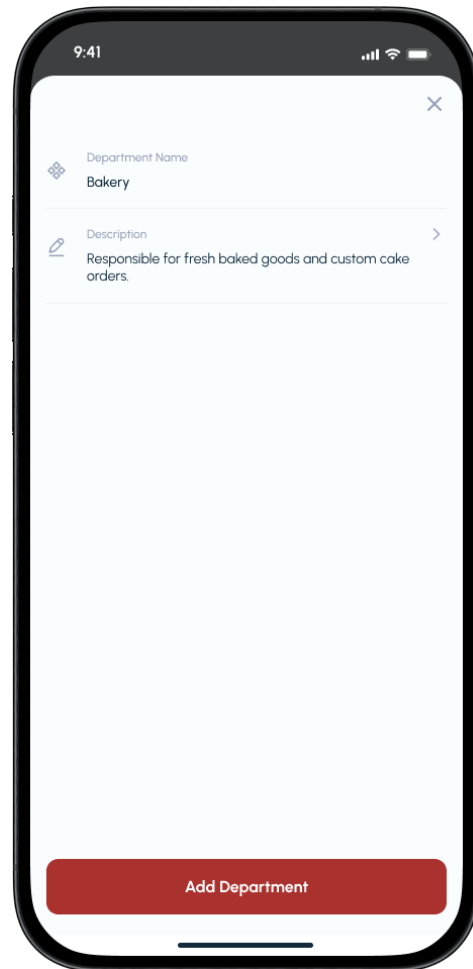 9:41
Department Name
Bakery
Description
Responsible for fresh baked goods and custom cake
orders.
Add Department